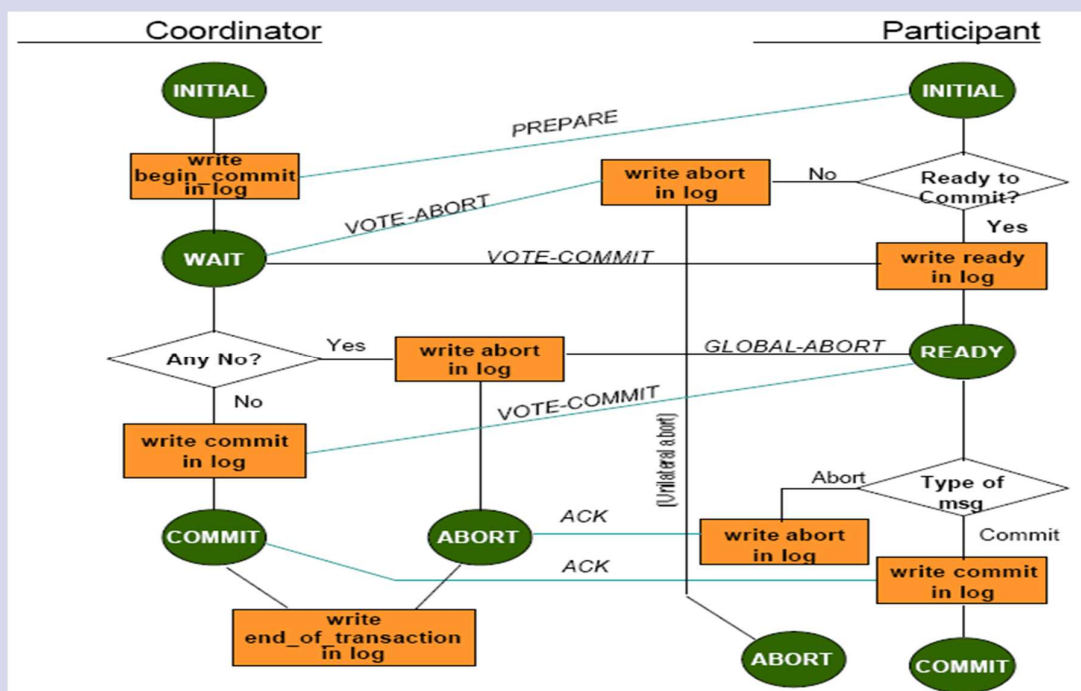 Coordinator
Participant
INITIAL
INITIAL
PREPARE
write
begin_commit
in log
write abort
in log
No
Ready to
Commit?
VOTE-ABORT
Yes
WAIT
VOTE-COMMIT
write ready
in log
Any No?
Yes
write abort
in log
GLOBAL-ABORT
READY
No
VOTE-COMMIT
write commit
in log
(Unilateral abort)
Abort
Type of
msg
COMMIT
ABORT
ACK
write abort
in log
Commit
ACK
write commit
in log
write
end_of_transaction
in log
ABORT
COMMIT